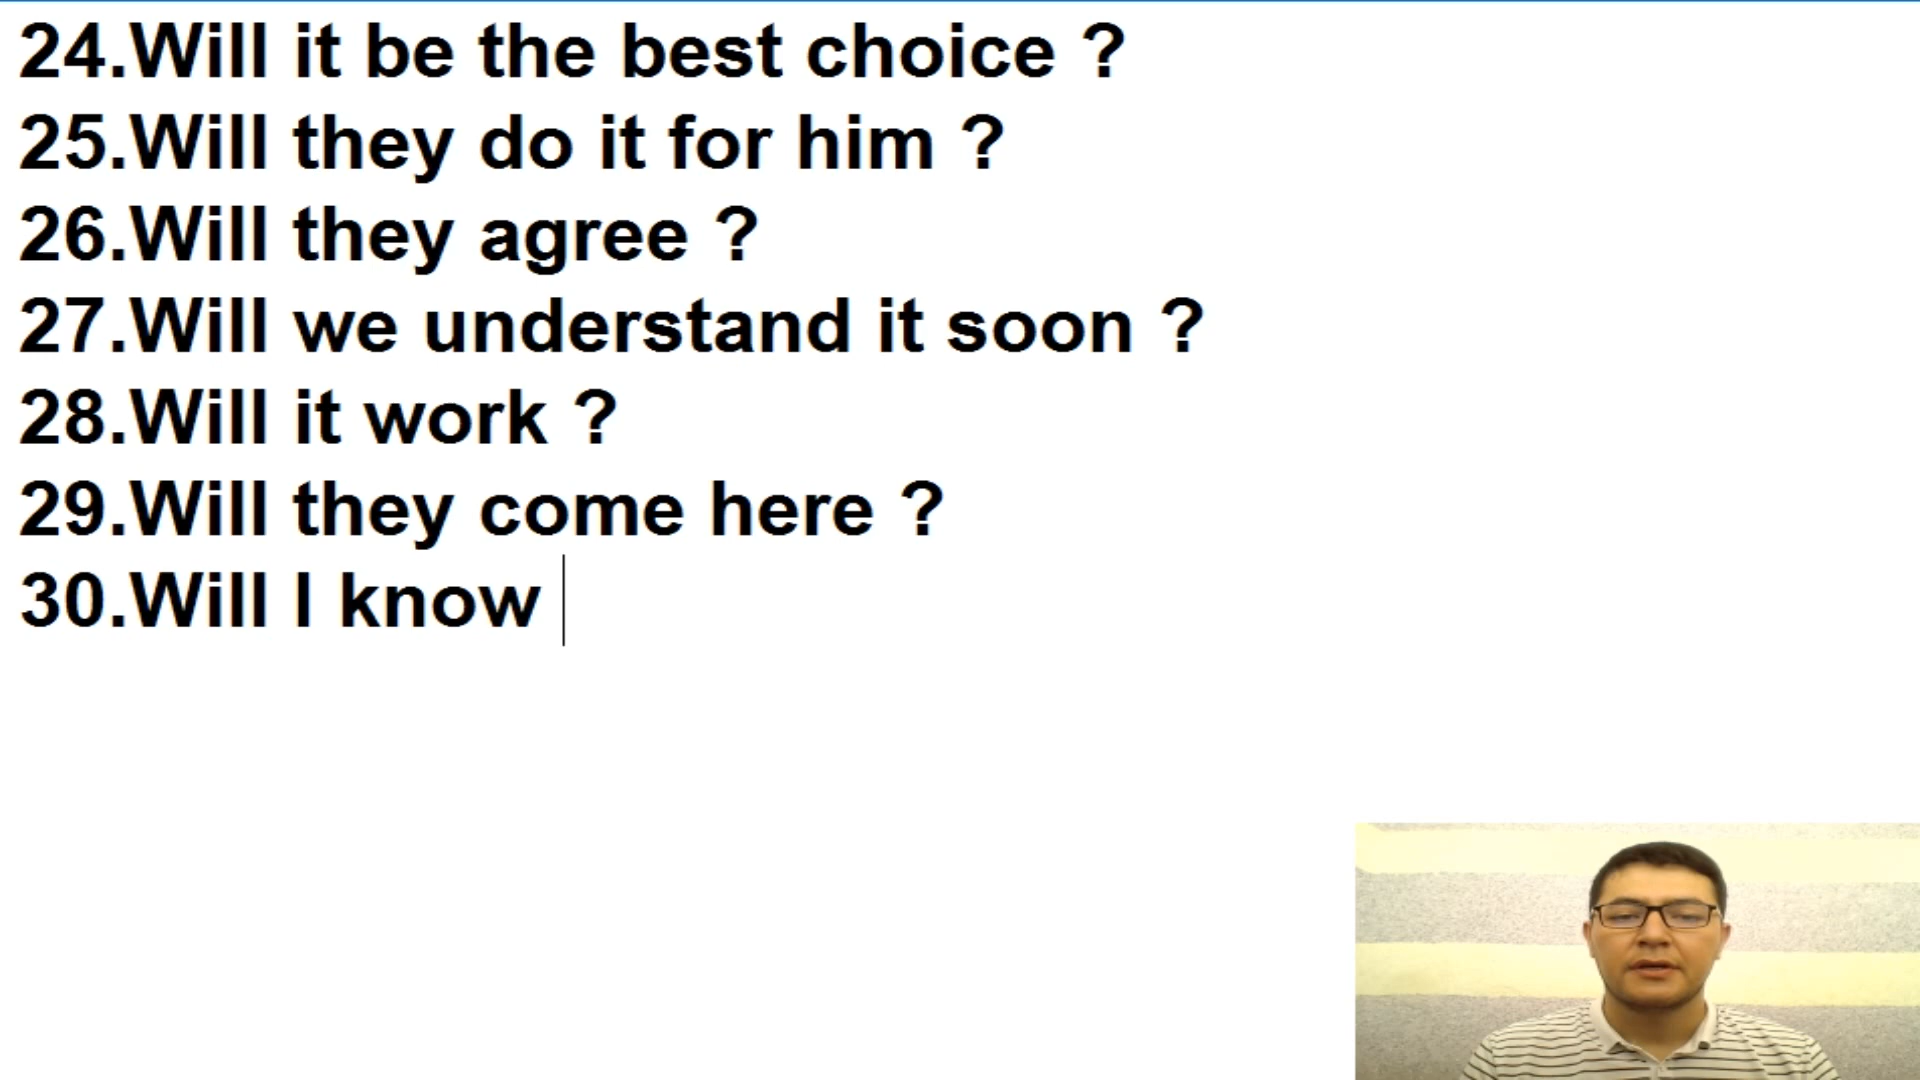 24.Will it be the best choice ?
25.Will they do it for him ?
26.Will they agree ?
27.Will we understand it soon ?
28.Will it work ?
29.Will they come here ?
30.Will I know